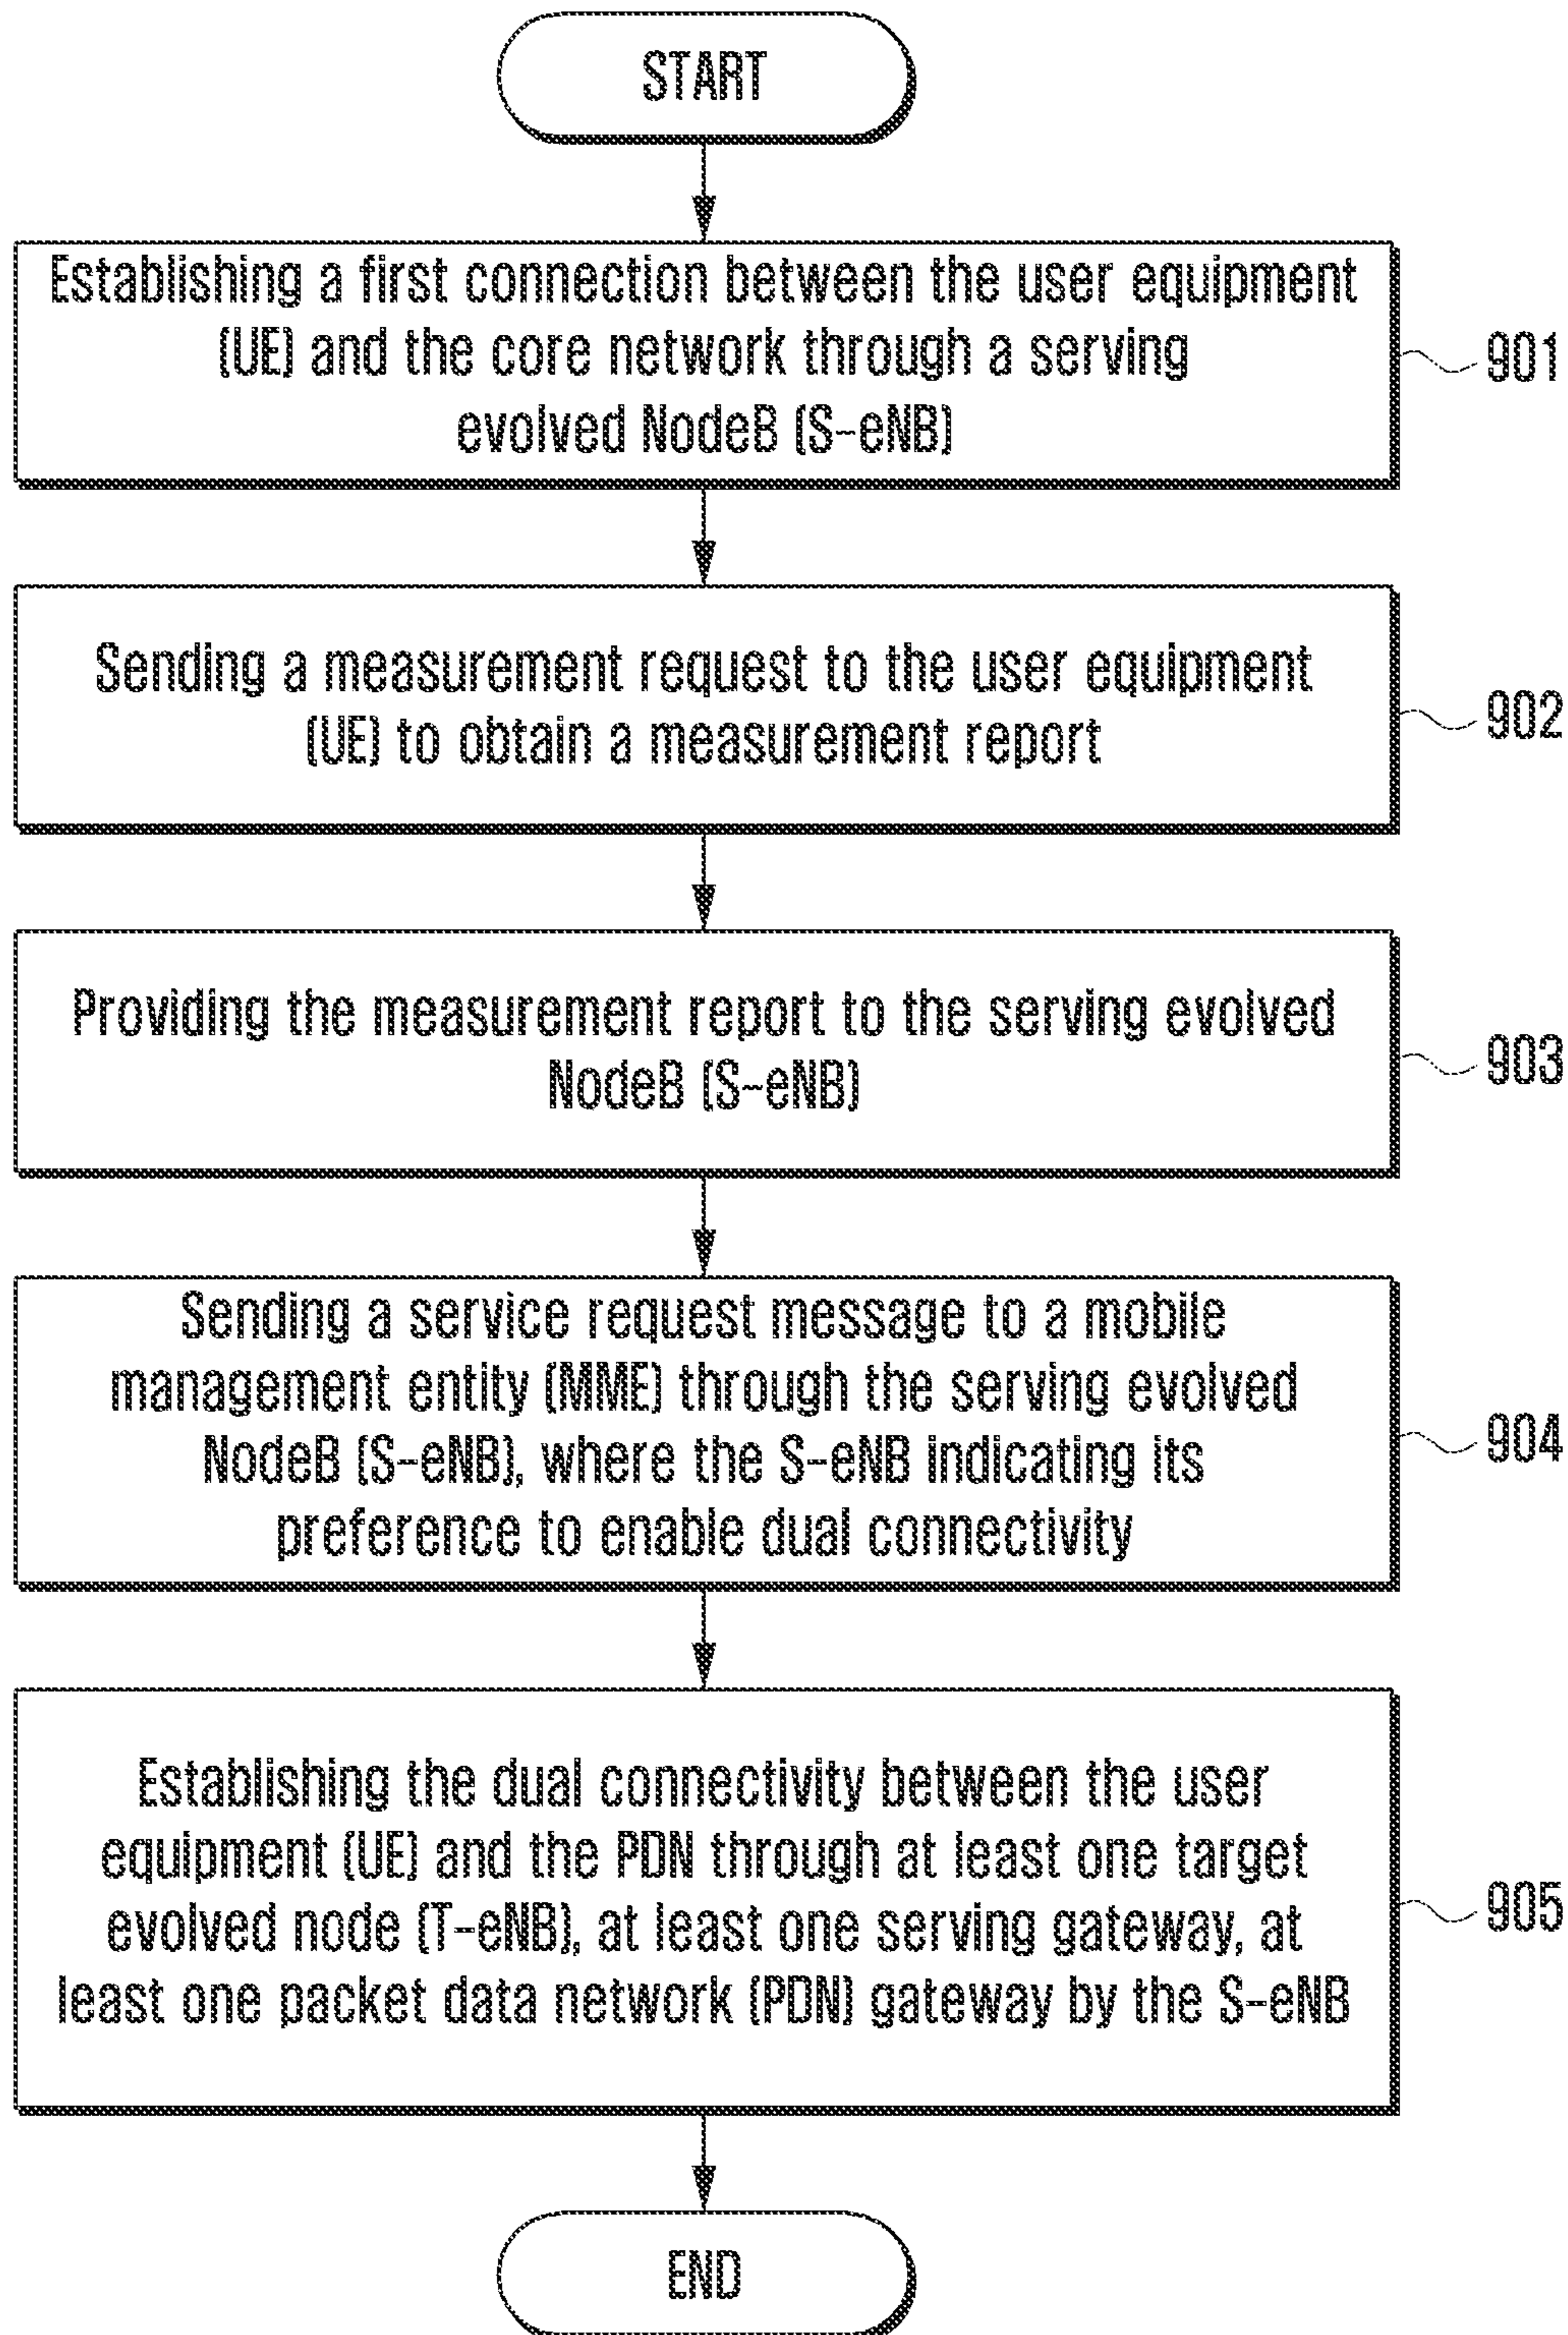 START
Establishing a first connection between the user equipment
(UE) and the core network through a serving
evolved NodeB (S-eNB)
901
Sending a measurement request to the user equipment
(UE) to obtain a measurement report
902
Providing the measurement report to the serving evolved
NodeB (S-eNB)
903
Sending a service request message to a mobile
management entity (MME) through the serving evolved
NodeB (S-eNB), where the S-eNB indicating its
preference to enable dual connectivity
904
Establishing the dual connectivity between the user
equipment (UE) and the PDN through at least one target
evolved node (T-eNB), at least one serving gateway, at
least one packet data network (PDN) gateway by the S-eNB
905
END